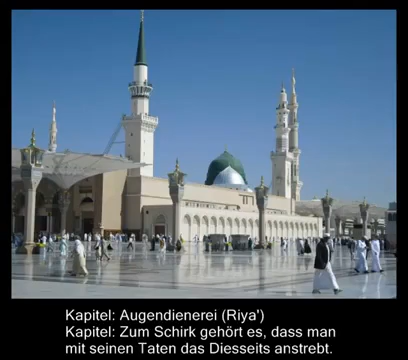 Kapitel: Augendienerei (Riya')
Kapitel: Zum Schirk gehört es, dass man
mit seinen Taten das Diesseits anstrebt.